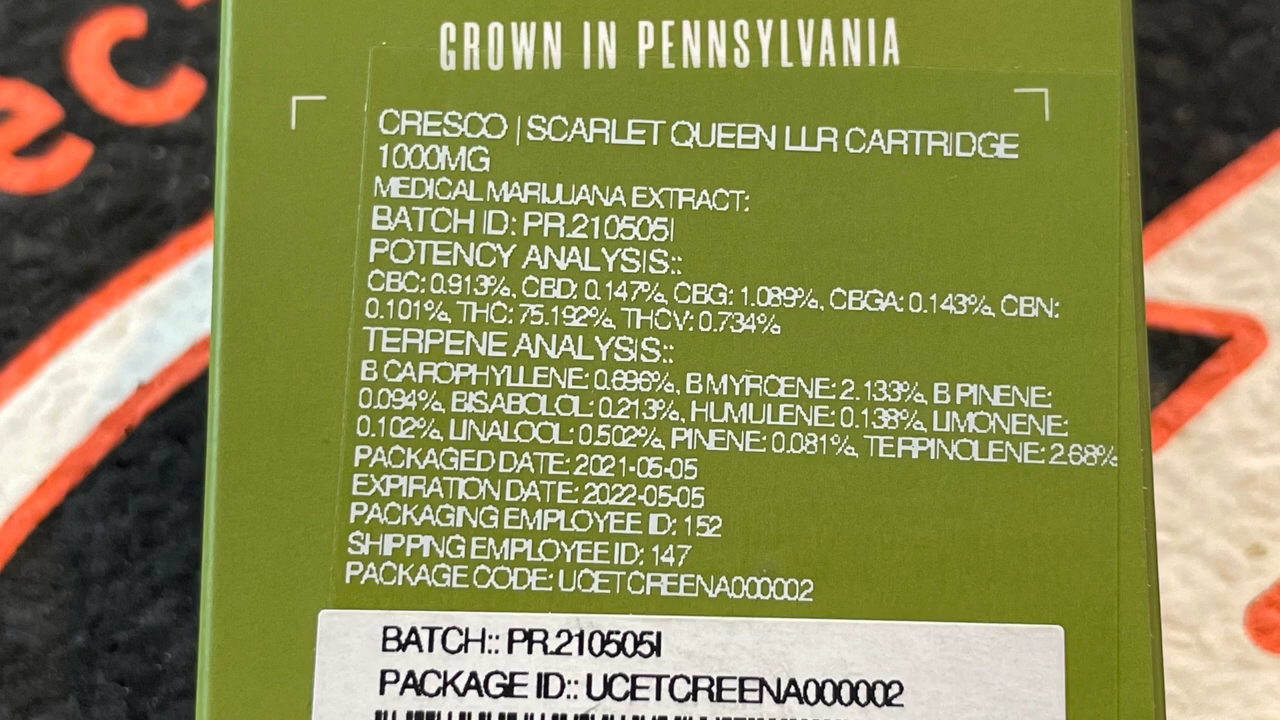 ec
GROWN IN PENNSYLVANIA
CRESCO | SCARLET QUEEN LLR CARTRIDGE
1000MG
MEDICAL MARIJUANA EXTRACT:
BATCH ID: PR.210505I
POTENCY ANALYSIS::
CBC: 0.913%, CBD: 0.147%, CBG: 1.089%, CBGA: 0.143%, CBN:
0.101%, THC: 75.192%, THCV: 0.734%
TERPENE ANALYSIS::
B CAROPHYLLENE: 0.896%, B MYRCENE: 2.133%, B PINENE:
0.094%, BISABOLOL: 0.213%, HUMULENE: 0.138%, LIMONENE:
0.102%, LINALOOL: 0.502%, PINENE: 0.081%, TERPINOLENE: 2.68%
PACKAGED DATE: 2021-05-05
EXPIRATION DATE: 2022-05-05
PACKAGING EMPLOYEE ID: 152
SHIPPING EMPLOYEE ID: 147
PACKAGE CODE: UCETCREENA000002
BATCH:: PR.210505I
PACKAGE ID:: UCETCREENA000002